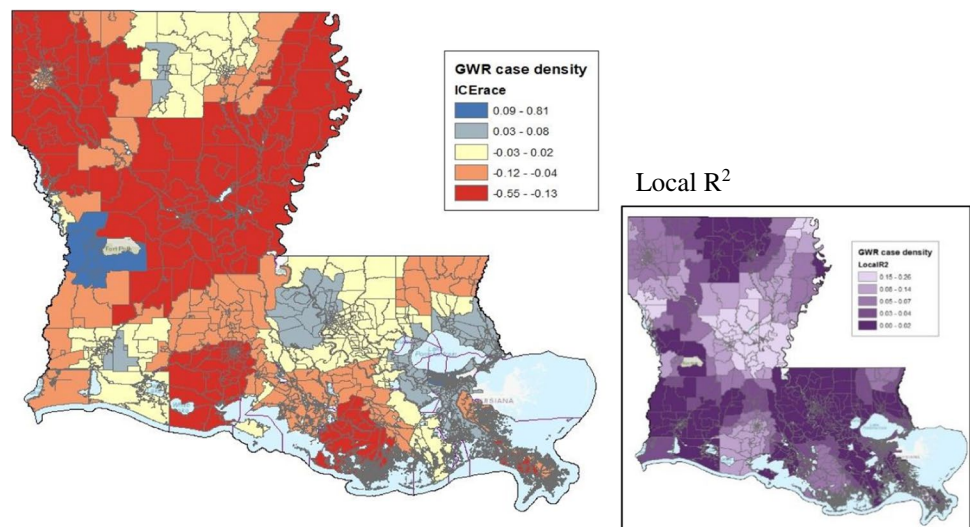 GWR case density
ICErace
0.09 - 0.81
0.03 - 0.08
-0.03 - 0.02
-0.12 - -0.04
-0.55 - -0.13
Fort Polk
Local R²
GWR case density
LocalR2
0.15 - 0.26
0.08 - 0.14
0.05 - 0.07
0.03 - 0.04
0.00 - 0.02